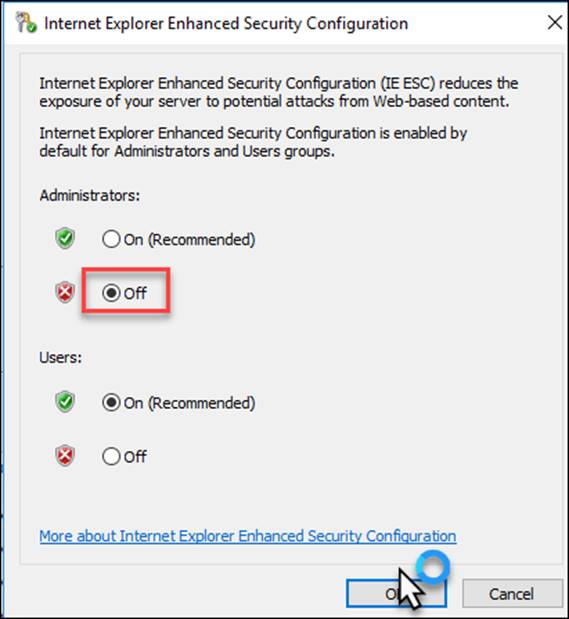 Internet Explorer Enhanced Security Configuration
Internet Explorer Enhanced Security Configuration (IE ESC) reduces the
exposure of your server to potential attacks from Web-based content.
Internet Explorer Enhanced Security Configuration is enabled by
default for Administrators and Users groups.
Administrators:
On (Recommended)
Off
Users:
On (Recommended)
Off
More about Internet Explorer Enhanced Security Configuration
Cancel